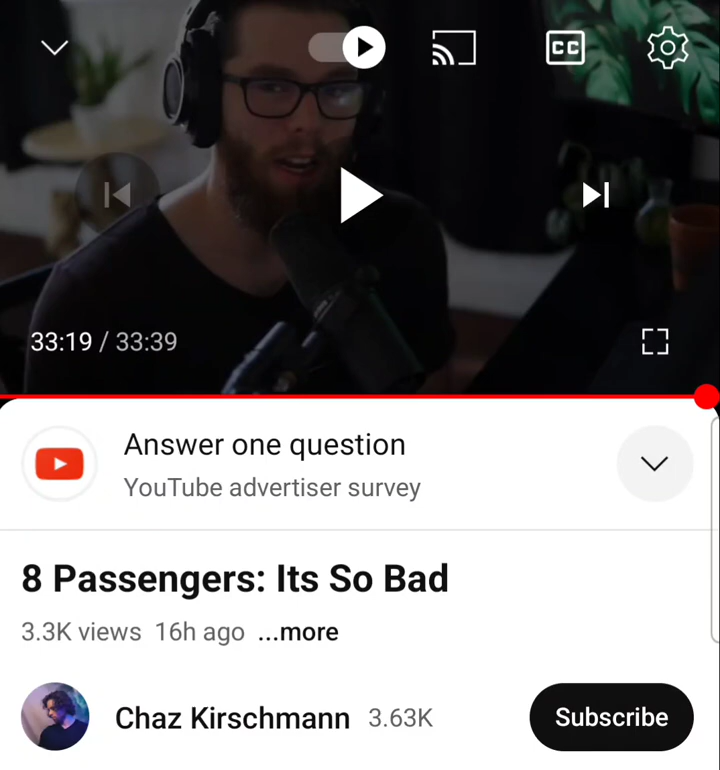 CC
33:19 / 33:39
Answer one question
YouTube advertiser survey
8 Passengers: Its So Bad
3.3K views 16h ago ...more
Chaz Kirschmann 3.63K Subscribe